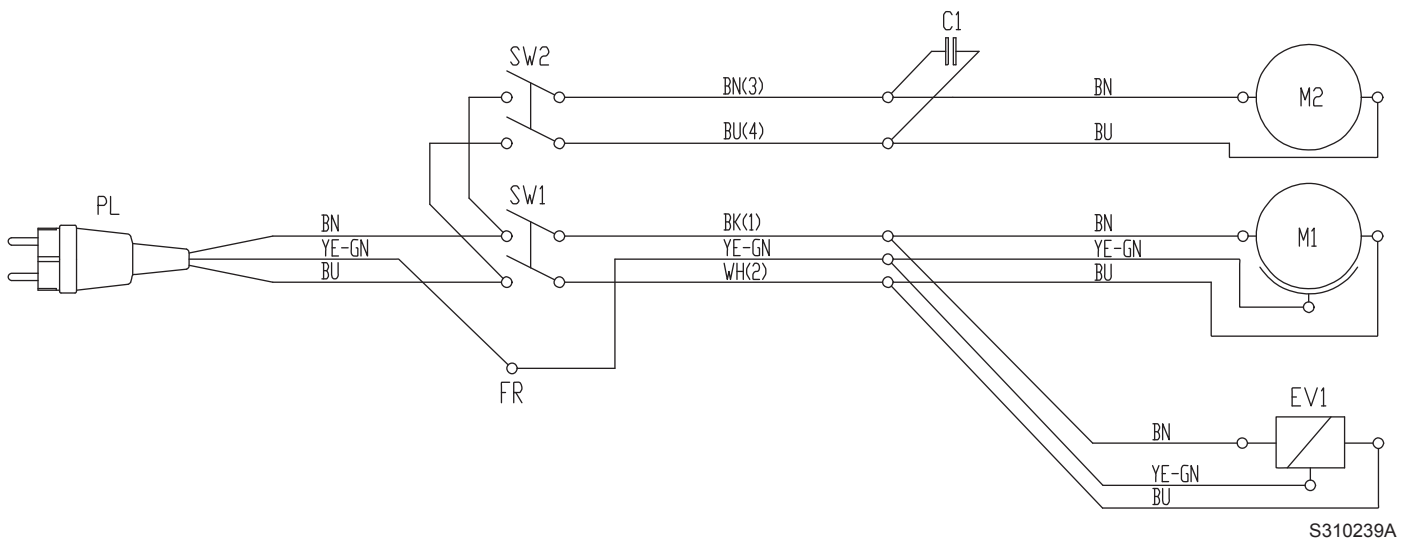 C1
SW2
BN(3)
BN
M2
BU(4)
BU
PL
SW1
BN
BK(1)
BN
M1
YE-GN
YE-GN
YE-GN
BU
WH(2)
BU
FR
EV1
BN
YE-GN
BU
S310239A